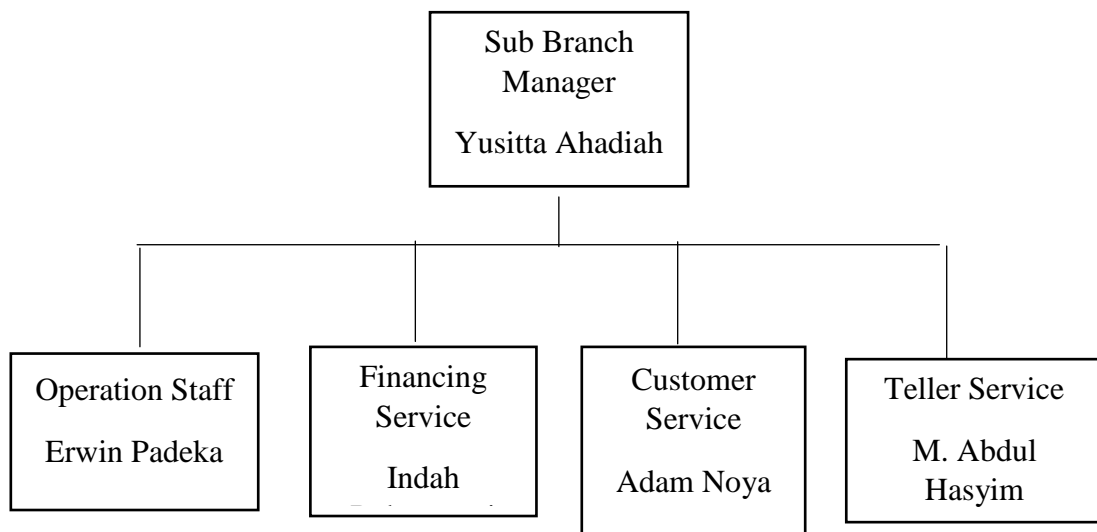 Sub Branch
Manager
Yusitta Ahadiah
Operation Staff
Erwin Padeka
Financing
Service
Indah
Customer
Service
Adam Noya
Teller Service
M. Abdul
Hasyim